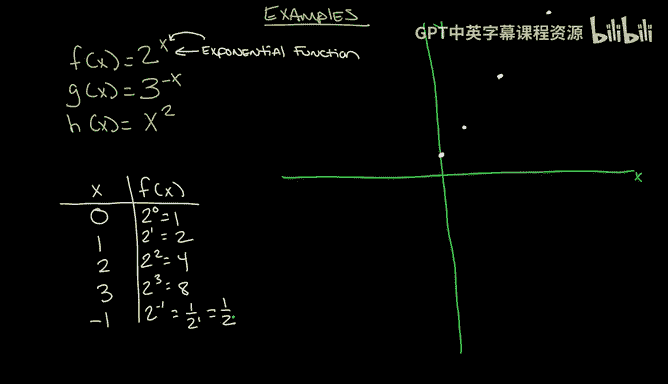 EXAMPLES
GPT中英字幕课程资源 bilibili
f(x) = 2^x ← EXPONENTIAL FUNCTION
g(x) = 3^-x
h(x) = x^2
x f(x)
0 2^0 = 1
1 2^1 = 2
2 2^2 = 4
3 2^3 = 8
-1 2^-1 = 1/2^1 = 1/2
x